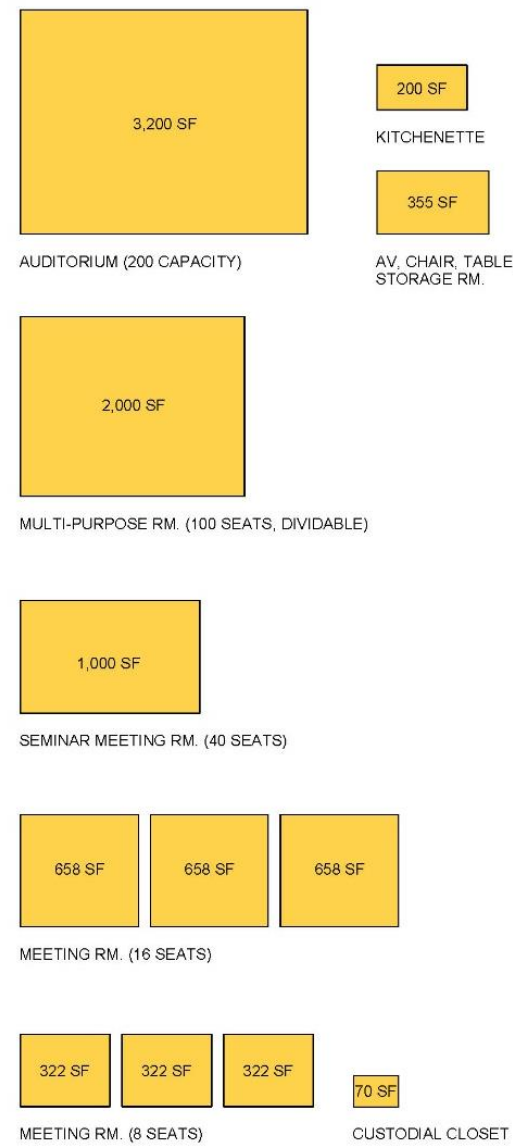 3,200 SF
AUDITORIUM (200 CAPACITY)
200 SF
KITCHENETTE
355 SF
AV, CHAIR, TABLE
STORAGE RM.
2,000 SF
MULTI-PURPOSE RM. (100 SEATS, DIVIDABLE)
1,000 SF
SEMINAR MEETING RM. (40 SEATS)
658 SF
658 SF
658 SF
MEETING RM. (16 SEATS)
322 SF
322 SF
322 SF
MEETING RM. (8 SEATS)
70 SF
CUSTODIAL CLOSET